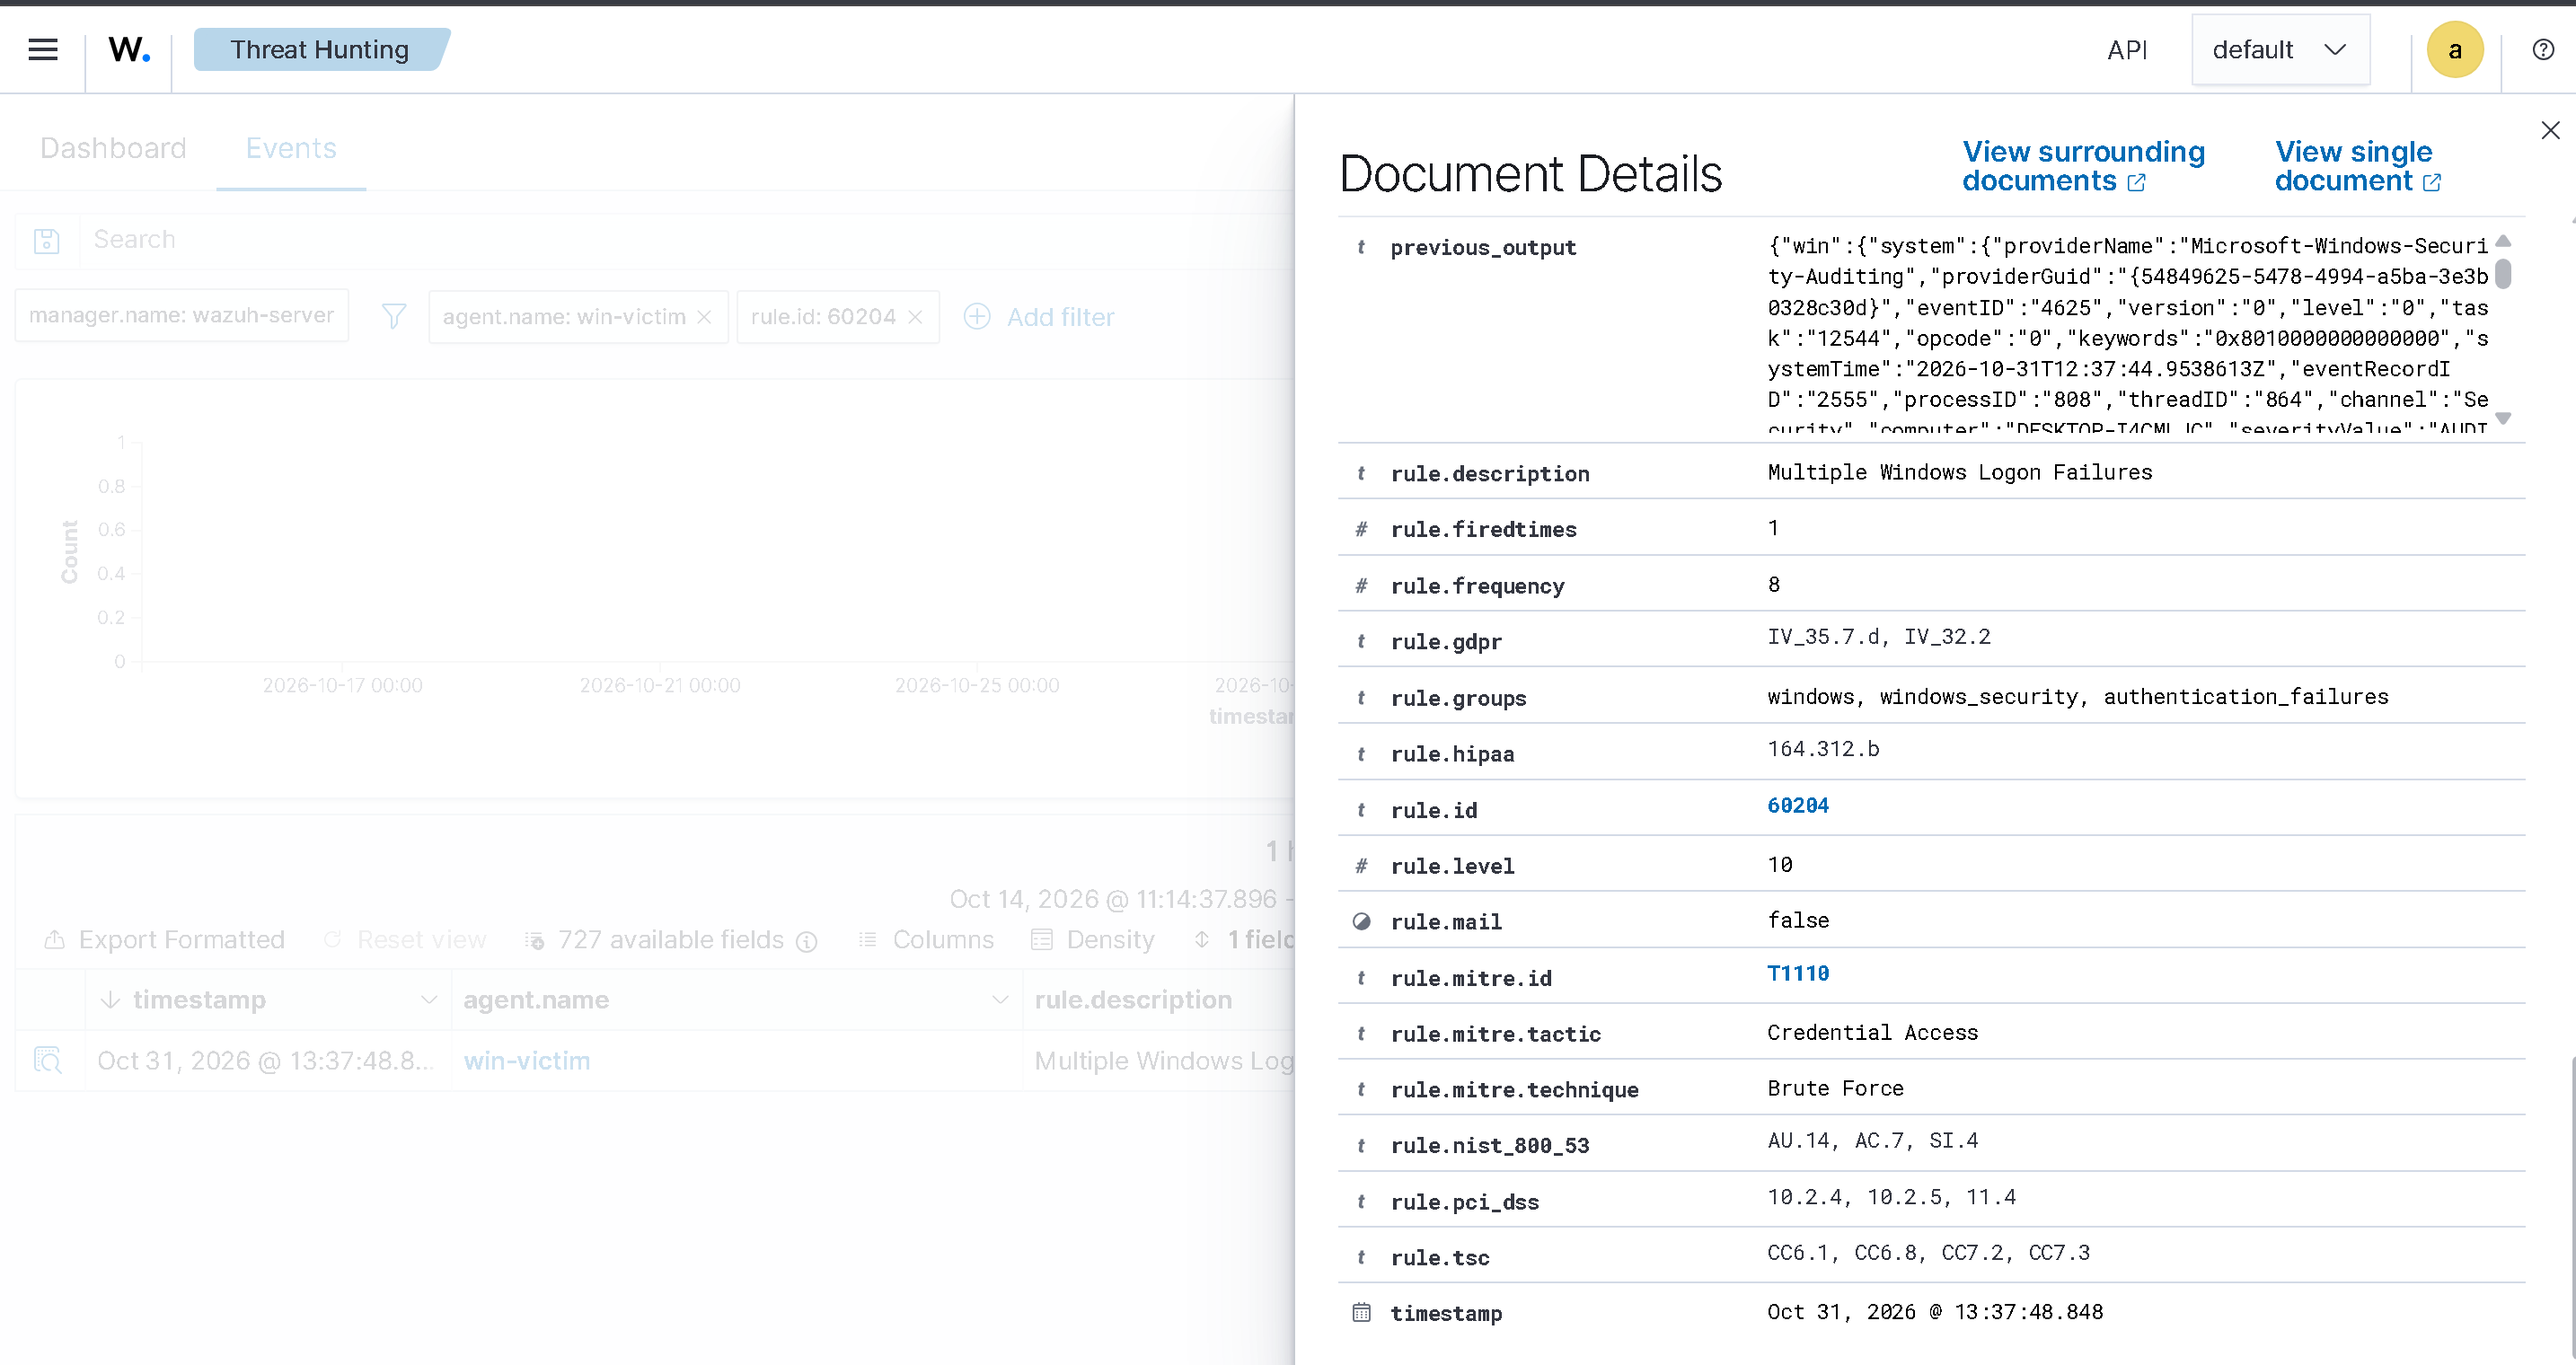 W. Threat Hunting API default a
Dashboard Events
Search
manager.name: wazuh-server agent.name: win-victim rule.id: 60204 Add filter
Count
1
0.8
0.6
0.4
0.2
0
2026-10-17 00:00 2026-10-21 00:00 2026-10-25 00:00 2026-10-
1
Oct 14, 2026 @ 11:14:37.896 -
Export Formatted Reset view 727 available fields Columns Density
timestamp agent.name rule.description
Oct 31, 2026 @ 13:37:48.8... win-victim Multiple Windows Log
Document Details
View surrounding documents
View single document
previous_output
{"win":{"system":{"providerName":"Microsoft-Windows-Securi
ty-Auditing","providerGuid":"{54849625-5478-4994-a5ba-3e3b
0328c30d}","eventID":"4625","version":"0","level":"0","tas
k":"12544","opcode":"0","keywords":"0x8010000000000000","s
ystemTime":"2026-10-31T12:37:44.9538613Z","eventRecordI
D":"2555","processID":"808","threadID":"864","channel":"Se
rule.description Multiple Windows Logon Failures
rule.firedtimes 1
rule.frequency 8
rule.gdpr IV_35.7.d, IV_32.2
rule.groups windows, windows_security, authentication_failures
rule.hipaa 164.312.b
rule.id 60204
rule.level 10
rule.mail false
rule.mitre.id T1110
rule.mitre.tactic Credential Access
rule.mitre.technique Brute Force
rule.nist_800_53 AU.14, AC.7, SI.4
rule.pci_dss 10.2.4, 10.2.5, 11.4
rule.tsc CC6.1, CC6.8, CC7.2, CC7.3
timestamp Oct 31, 2026 @ 13:37:48.848